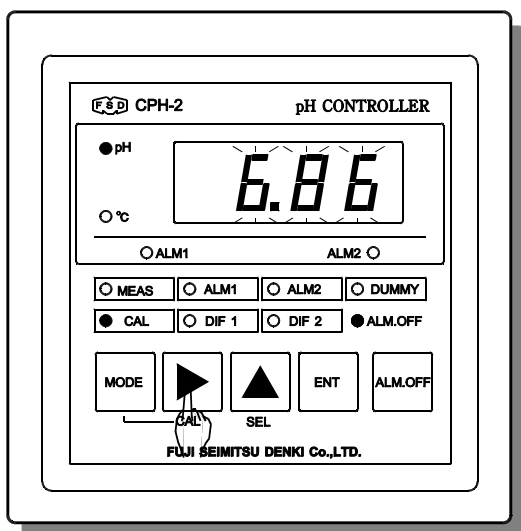 FSD CPH-2 pH CONTROLLER
pH
6.86
°C
ALM1 ALM2
MEAS ALM1 ALM2 DUMMY
CAL DIF 1 DIF 2 ALM.OFF
MODE ENT ALM.OFF
CAL SEL
FUJI SEIMITSU DENKI Co.,LTD.